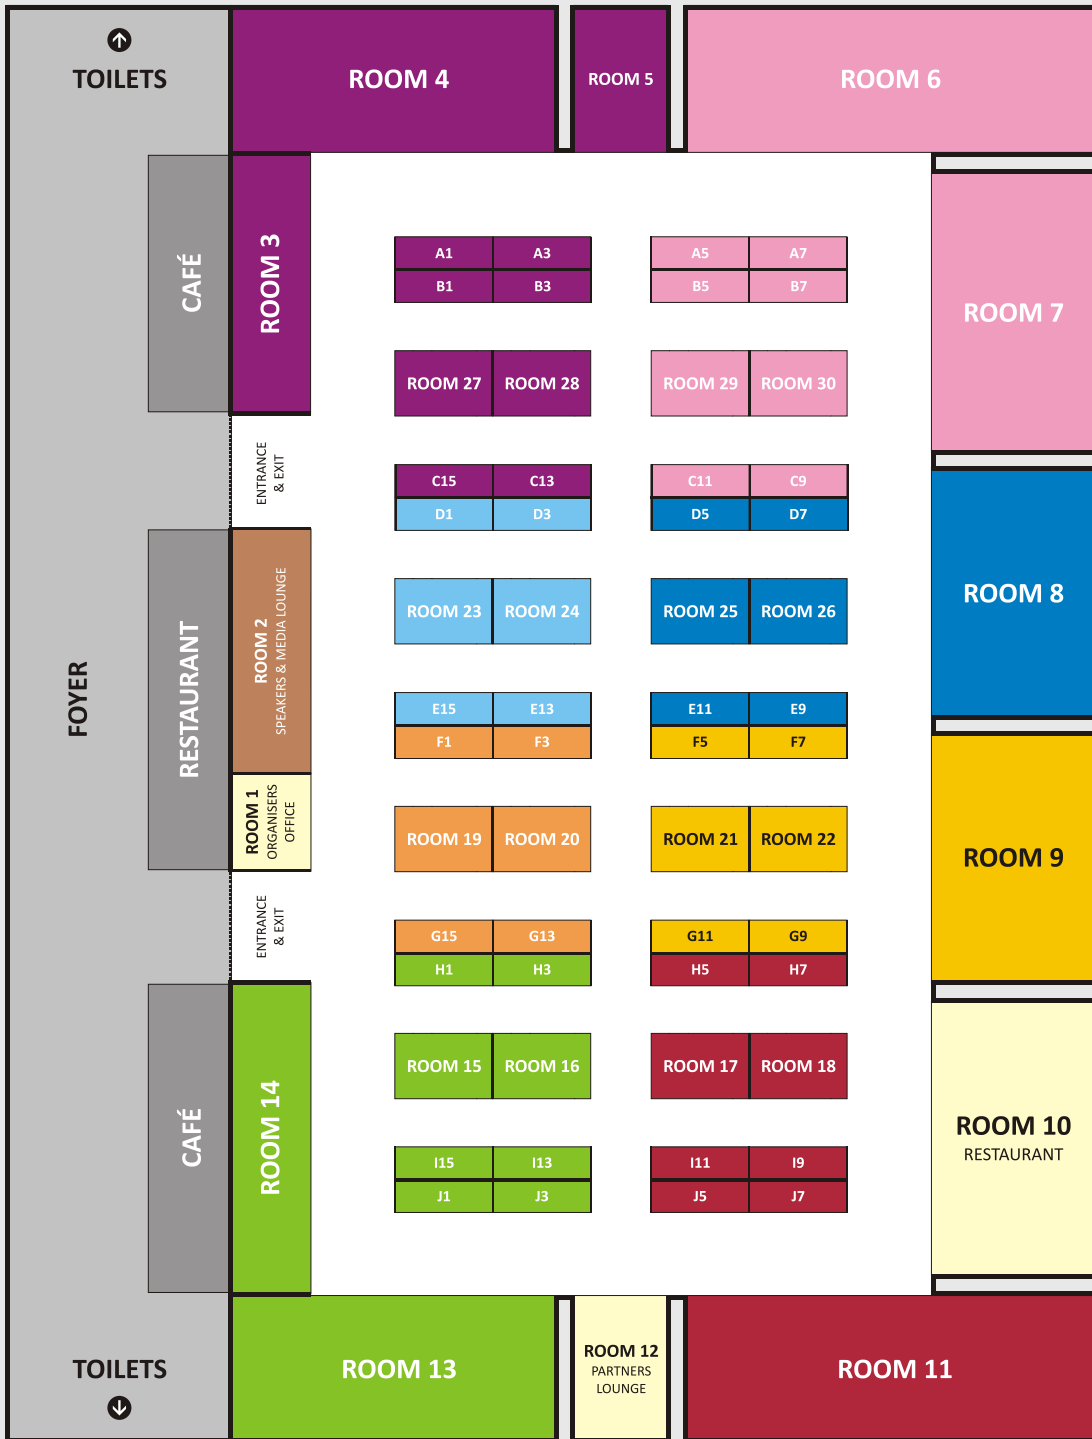 TOILETS
ROOM 4
ROOM 5
ROOM 6
CAFÉ
ROOM 3
A1
A3
A5
A7
B1
B3
B5
B7
ROOM 7
ROOM 27
ROOM 28
ROOM 29
ROOM 30
ENTRANCE
& EXIT
C15
C13
C11
C9
D1
D3
D5
D7
FOYER
RESTAURANT
ROOM 2
SPEAKERS & MEDIA LOUNGE
ROOM 23
ROOM 24
ROOM 25
ROOM 26
ROOM 8
E15
E13
E11
E9
F1
F3
F5
F7
ROOM 1
ORGANISERS
OFFICE
ROOM 19
ROOM 20
ROOM 21
ROOM 22
ROOM 9
ENTRANCE
& EXIT
G15
G13
G11
G9
H1
H3
H5
H7
CAFÉ
ROOM 14
ROOM 15
ROOM 16
ROOM 17
ROOM 18
ROOM 10
RESTAURANT
I15
I13
I11
I9
J1
J3
J5
J7
TOILETS
ROOM 13
ROOM 12
PARTNERS
LOUNGE
ROOM 11